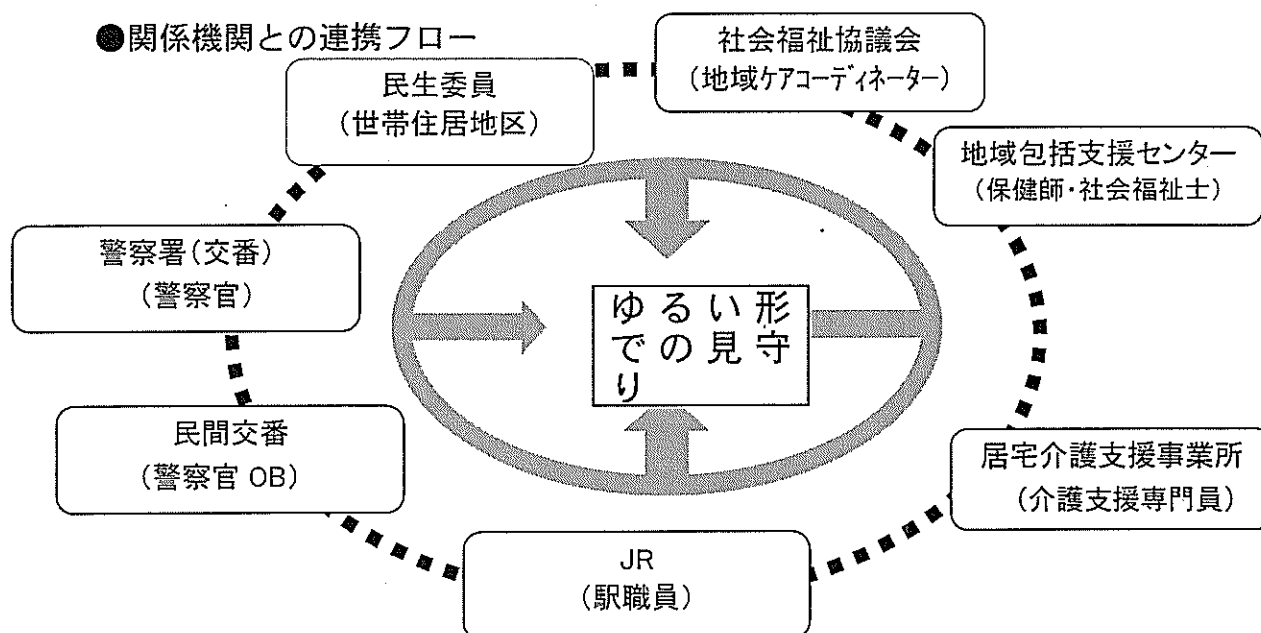 ●関係機関との連携フロー
社会福祉協議会
(地域ケアコーディネーター)
民生委員
(世帯住居地区)
地域包括支援センター
(保健師・社会福祉士)
警察署(交番)
(警察官)
ゆるい形
での見守
り
民間交番
(警察官 OB)
居宅介護支援事業所
(介護支援専門員)
JR
(駅職員)